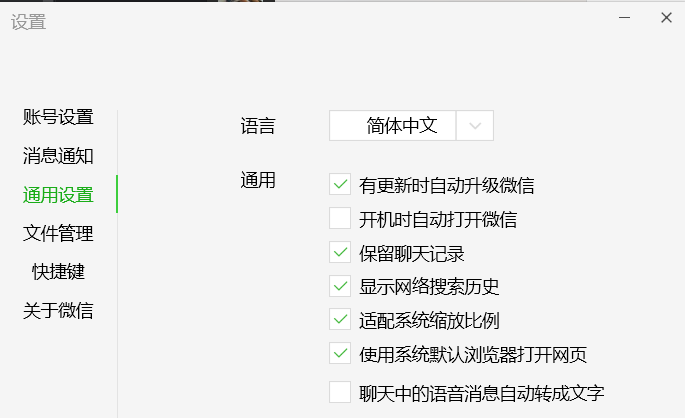 设置
账号设置
消息通知
通用设置
文件管理
快捷键
关于微信
语言
简体中文
通用
有更新时自动升级微信
开机时自动打开微信
保留聊天记录
显示网络搜索历史
适配系统缩放比例
使用系统默认浏览器打开网页
聊天中的语音消息自动转成文字